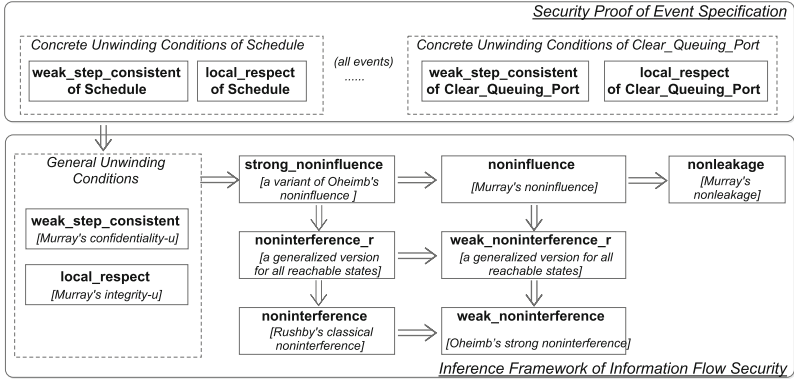 Security Proof of Event Specification
Concrete Unwinding Conditions of Schedule
weak_step_consistent
of Schedule
local_respect
of Schedule
(all events)
......
Concrete Unwinding Conditions of Clear_Queuing_Port
weak_step_consistent
of Clear_Queuing_Port
local_respect
of Clear_Queuing_Port
General Unwinding
Conditions
weak_step_consistent
[Murray's confidentiality-u]
local_respect
[Murray's integrity-u]
strong_noninfluence
[a variant of Oheimb's
noninfluence ]
noninfluence
[Murray's noninfluence]
nonleakage
[Murray's
nonleakage]
noninterference_r
[a generalized version
for all reachable states]
weak_noninterference_r
[a generalized version for all
reachable states]
noninterference
[Rushby's classical
noninterference]
weak_noninterference
[Oheimb's strong noninterference]
Inference Framework of Information Flow Security